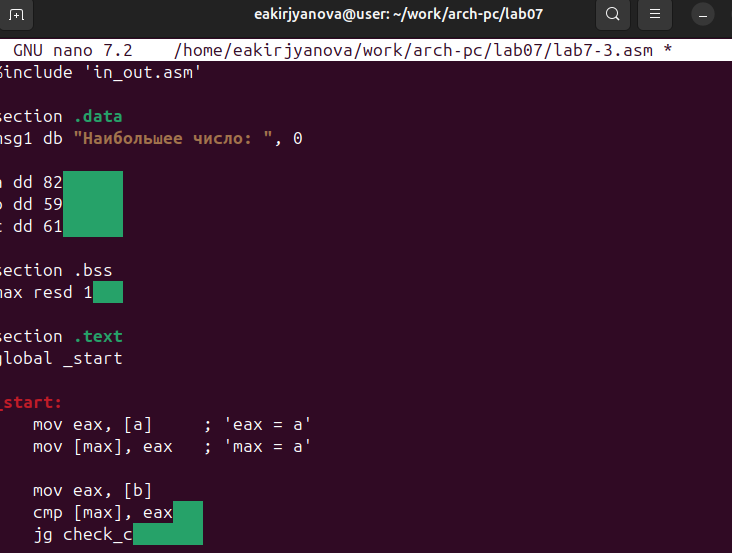 eakirjyanova@user: ~/work/arch-pc/lab07
GNU nano 7.2 /home/eakirjyanova/work/arch-pc/lab07/lab7-3.asm *
%include 'in_out.asm'
section .data
msg1 db "Наибольшее число: ", 0
a dd 82
b dd 59
c dd 61
section .bss
max resd 1
section .text
global _start
_start:
mov eax, [a] ; 'eax = a'
mov [max], eax ; 'max = a'
mov eax, [b]
cmp [max], eax
jg check_c